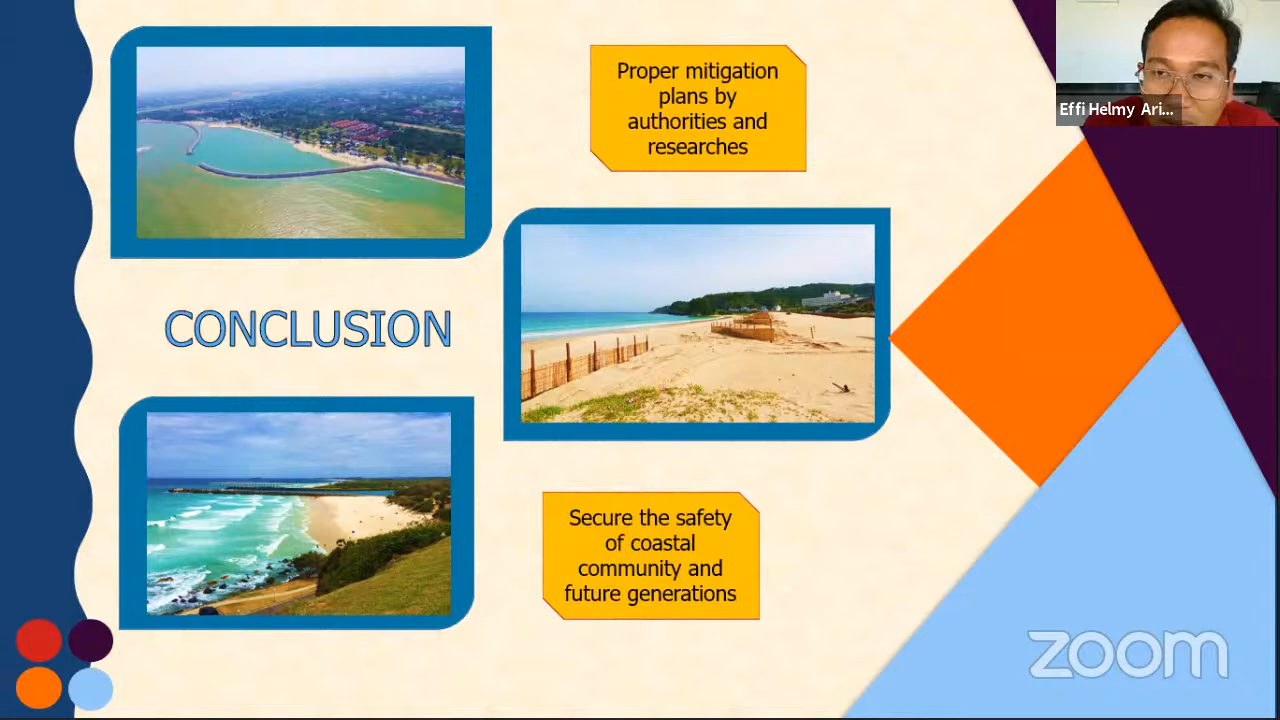 Proper mitigation
plans by
authorities and
researches
Effi Helmy Ari...
CONCLUSION
Secure the safety
of coastal
community and
future generations
zoom